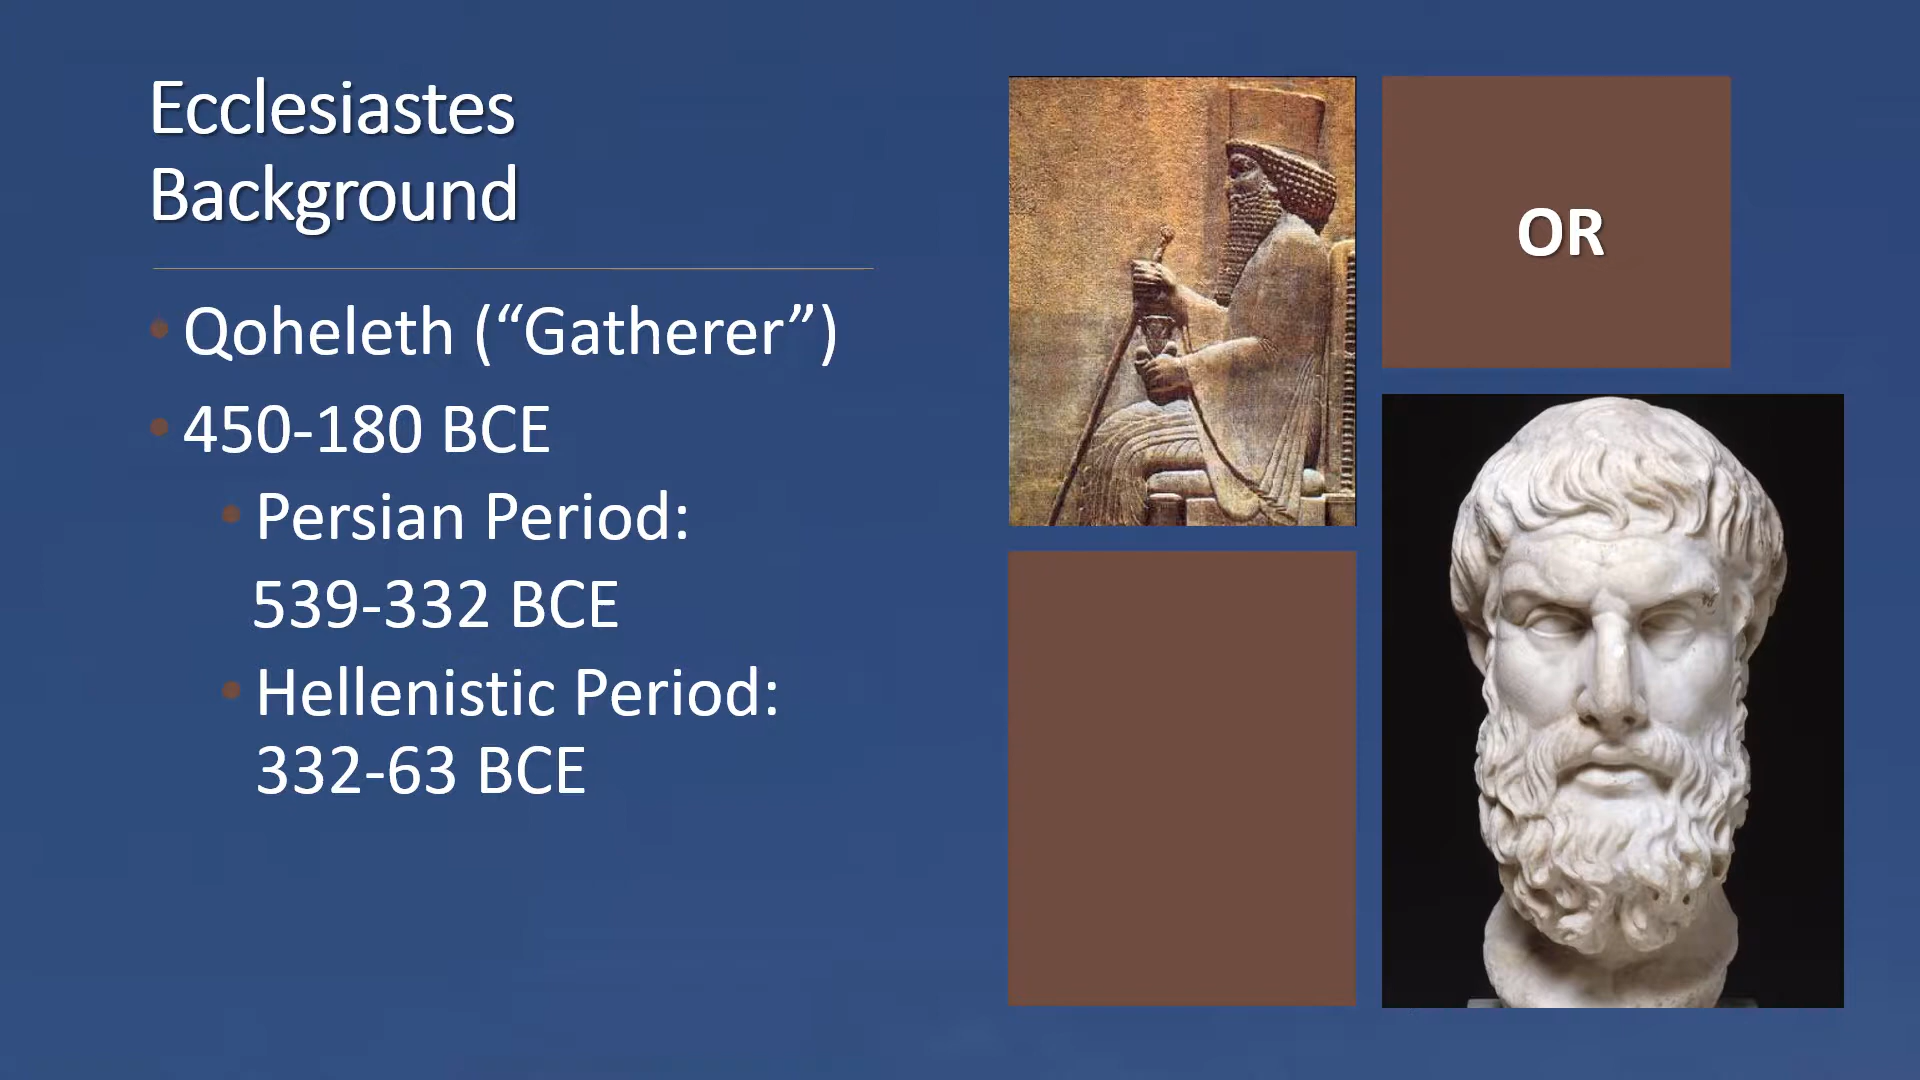 Ecclesiastes
Background
• Qoheleth (“Gatherer”)
• 450-180 BCE
• Persian Period:
539-332 BCE
• Hellenistic Period:
332-63 BCE
OR